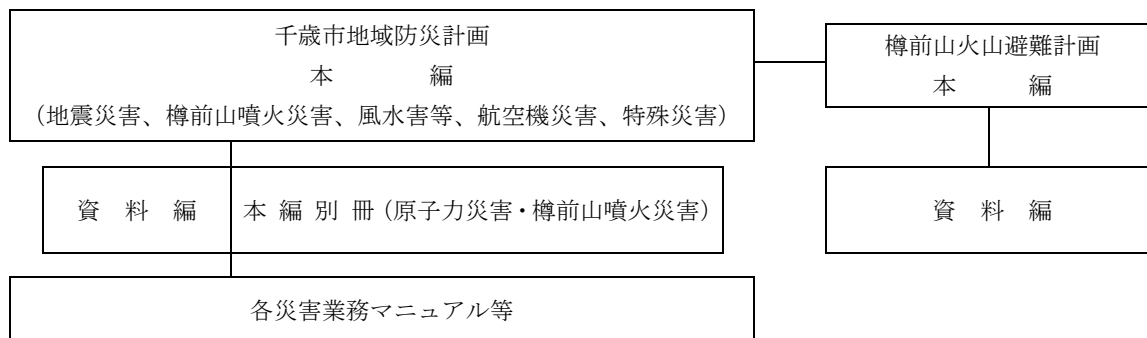 千歳市地域防災計画
本 編
(地震災害、樽前山噴火災害、風水害等、航空機災害、特殊災害)
樽前山火山避難計画
本 編
資 料 編
本 編 別 冊 (原子力災害・樽前山噴火災害)
資 料 編
各災害業務マニュアル等